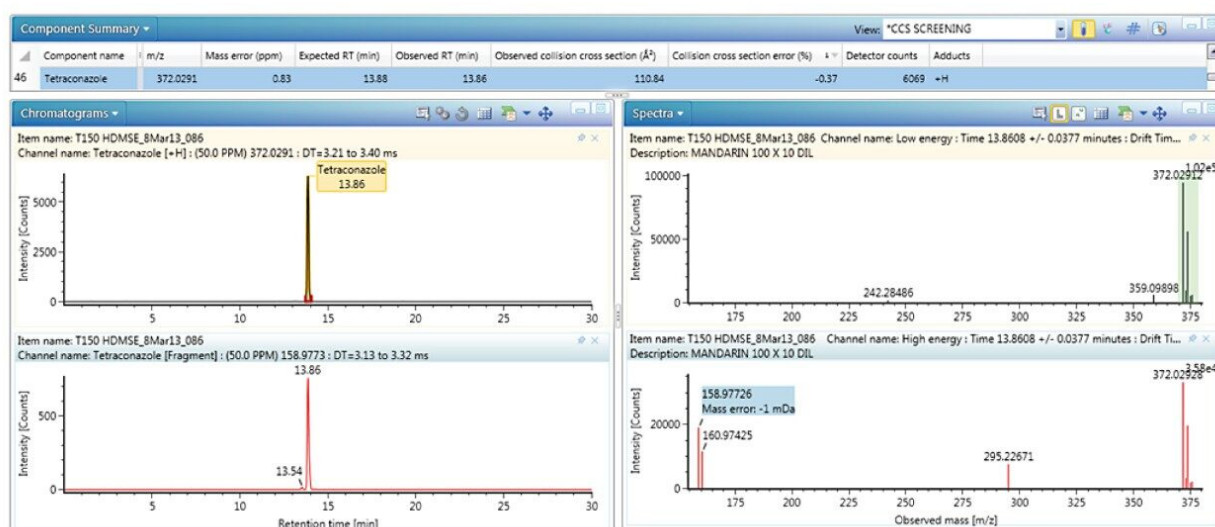 Component Summary
View: *CCS SCREENING
Component name m/z Mass error (ppm) Expected RT (min) Observed RT (min) Observed collision cross section (Å²) Collision cross section error (%) Detector counts Adducts
46 Tetraconazole 372.0291 0.83 13.88 13.86 110.84 -0.37 6069 +H
Chromatograms
Item name: T150 HDMSE_8Mar13_086
Channel name: Tetraconazole [+H] : (50.0 PPM) 372.0291 : DT=3.21 to 3.40 ms
Tetraconazole
13.86
Intensity [Counts]
5000
2500
0
5 10 15 20 25 30
Item name: T150 HDMSE_8Mar13_086
Channel name: Tetraconazole [Fragment] : (50.0 PPM) 158.9773 : DT=3.13 to 3.32 ms
13.86
Intensity [Counts]
500
13.54
0
5 10 15 20 25 30
Retention time [min]
Spectra
Item name: T150 HDMSE_8Mar13_086 Channel name: Low energy : Time 13.8608 +/- 0.0377 minutes : Drift Tim...
Description: MANDARIN 100 X 10 DIL
1.02e5
372.02912
Intensity [Counts]
100000
50000
0
242.28486
359.09898
175 200 225 250 275 300 325 350 375
Item name: T150 HDMSE_8Mar13_086 Channel name: High energy : Time 13.8608 +/- 0.0377 minutes : Drift Ti...
Description: MANDARIN 100 X 10 DIL
3.58e4
372.02928
158.97726
Mass error: -1 mDa
160.97425
295.22671
Intensity [Counts]
20000
0
175 200 225 250 275 300 325 350 375
Observed mass [m/z]